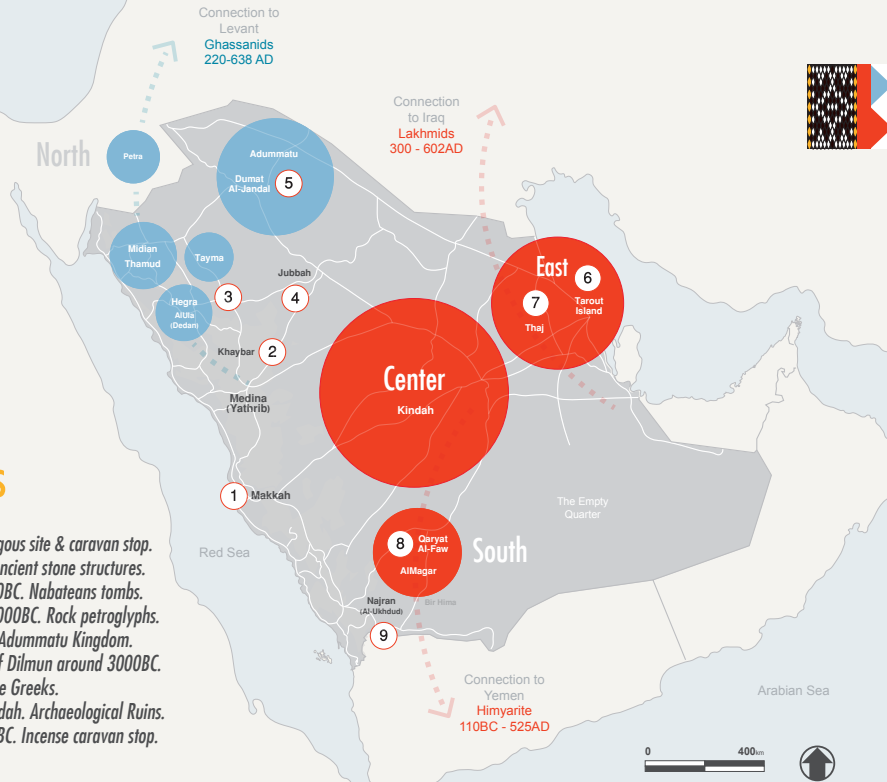 Connection to
Levant
Ghassanids
220-638 AD
Connection
to Iraq
Lakhmids
300 - 602AD
North
Petra
Adummatu
Dumat
Al-Jandal
5
Midian
Thamud
Tayma
Jubbah
Hegra
AlUla
(Dedan)
3
4
Khaybar
2
Medina
(Yathrib)
East
6
7
Tarout
Island
Thaj
Center
Kindah
1
Makkah
Red Sea
The Empty
Quarter
8
Qaryat
Al-Faw
AlMagar
South
Najran
(Al-Ukhdud)
Bir Hima
9
Connection to
Yemen
Himyarite
110BC - 525AD
Arabian Sea
0
400km
S
gous site & caravan stop.
ncient stone structures.
0BC. Nabateans tombs.
000BC. Rock petroglyphs.
Adummatu Kingdom.
f Dilmun around 3000BC.
e Greeks.
dah. Archaeological Ruins.
BC. Incense caravan stop.